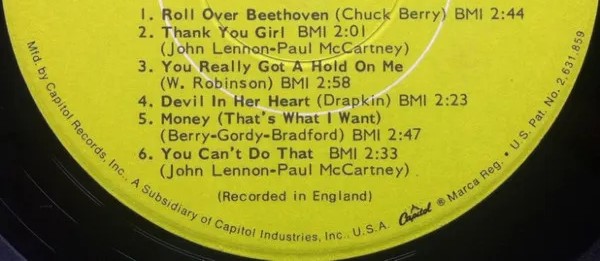 1. Roll Over Beethoven (Chuck Berry) BMI 2:44
2. Thank You Girl BMI 2:01
(John Lennon-Paul McCartney)
3. You Really Got A Hold On Me
(W. Robinson) BMI 2:58
4. Devil In Her Heart (Drapkin) BMI 2:23
5. Money (That's What I Want)
(Berry-Gordy-Bradford) BMI 2:47
6. You Can't Do That BMI 2:33
(John Lennon-Paul McCartney)
(Recorded in England)
Mfd. by Capitol Records, Inc., A Subsidiary of Capitol Industries, Inc., U.S.A. Capitol ® Marca Reg. • U.S. Pat. No. 2,631,859